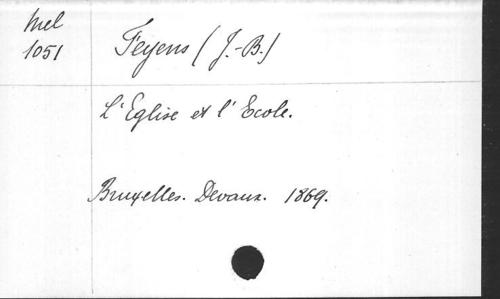 Mel
1051
Feyens (J.-B.)
L'Eglise et l'Ecole.
Bruxelles. Devaux. 1869.